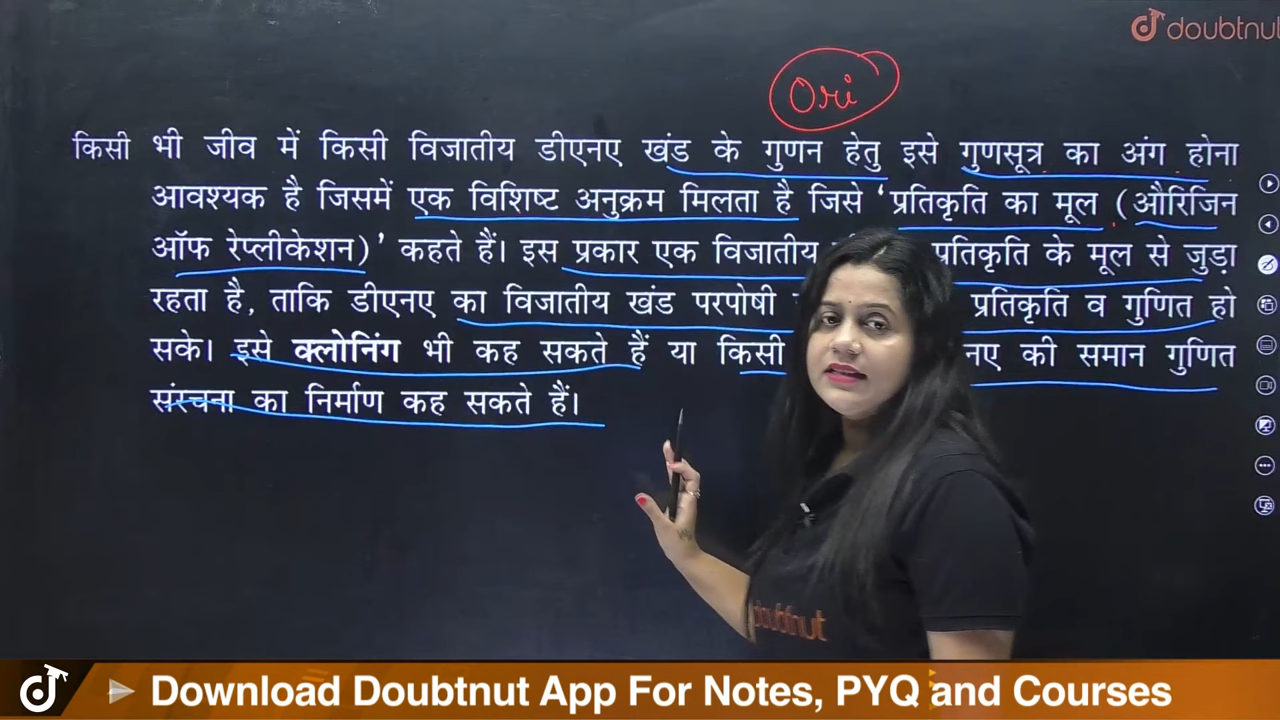 doubtnut
Ori
किसी भी जीव में किसी विजातीय डीएनए खंड के गुणन हेतु इसे गुणसूत्र का अंग होना
आवश्यक है जिसमें एक विशिष्ट अनुक्रम मिलता है जिसे ‘प्रतिकृति का मूल (औरिजिन
ऑफ रेप्लीकेशन)’ कहते हैं। इस प्रकार एक विजातीय प्रतिकृति के मूल से जुड़ा
रहता है, ताकि डीएनए का विजातीय खंड परपोषी प्रतिकृति व गुणित हो
सके। इसे क्लोनिंग भी कह सकते हैं या किसी की समान गुणित
संरचना का निर्माण कह सकते हैं।
doubtnut
Download Doubtnut App For Notes, PYQ and Courses